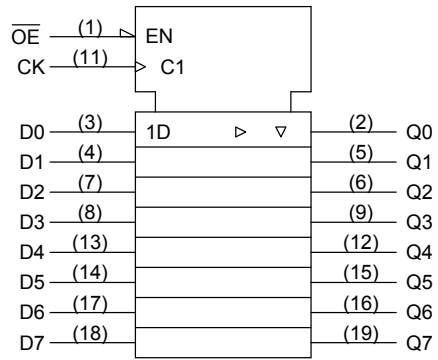 OE (1) EN
CK (11) C1
D0 (3) 1D (2) Q0
D1 (4) (5) Q1
D2 (7) (6) Q2
D3 (8) (9) Q3
D4 (13) (12) Q4
D5 (14) (15) Q5
D6 (17) (16) Q6
D7 (18) (19) Q7